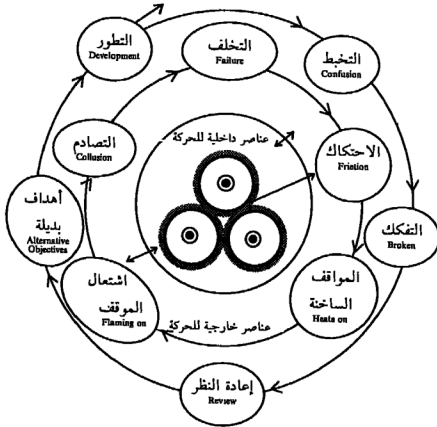 التطور
Development
التخلف
Failure
التخبط
Confusion
عناصر داخلية للحركة
التصادم
Collusion
الاحتكاك
Friction
أهداف
بديلة
Alternative
Objectives
التفكك
Broken
اشتعال
الموقف
Flaming on
المواقف
الساخنة
Heats on
عناصر خارجية للحركة
إعادة النظر
Review